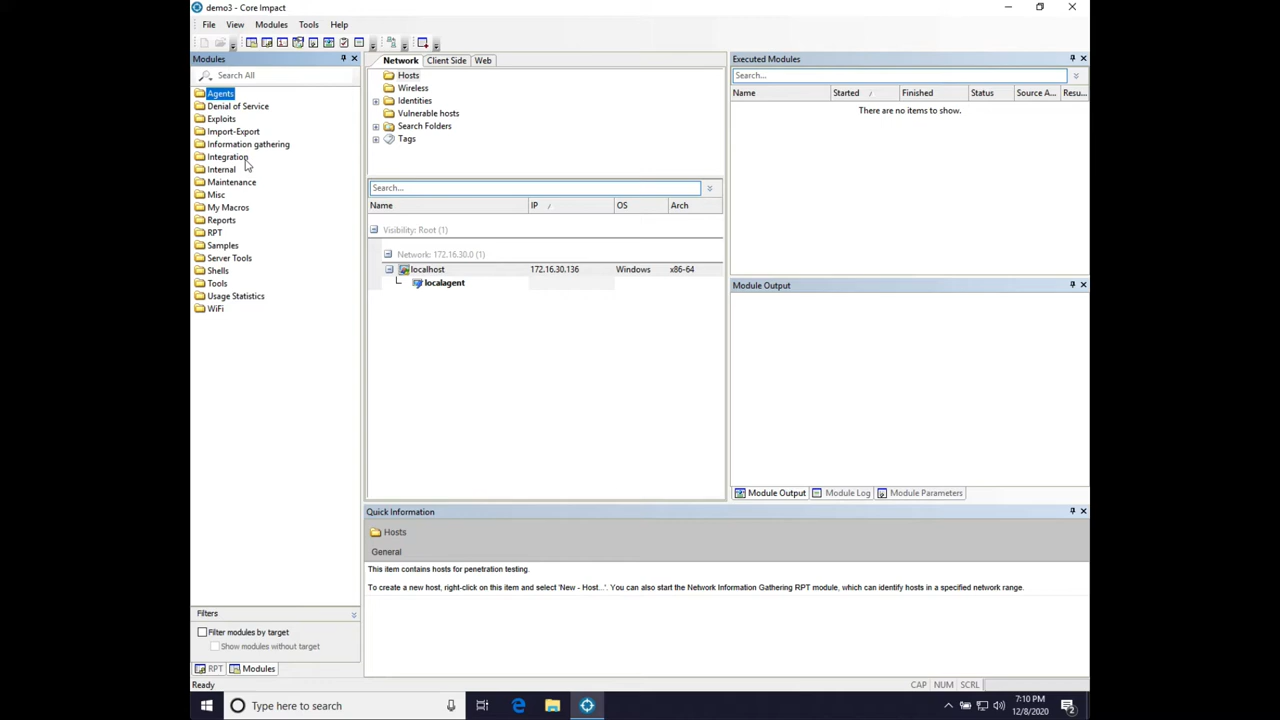 demo3 - Core Impact
File View Modules Tools Help
Modules
Search All
Agents
Denial of Service
Exploits
Import-Export
Information gathering
Integration
Internal
Maintenance
Misc
My Macros
Reports
RPT
Samples
Server Tools
Shells
Tools
Usage Statistics
WiFi
Filters
Filter modules by target
Show modules without target
RPT Modules
Network Client Side Web
Hosts
Wireless
Identities
Vulnerable hosts
Search Folders
Tags
Search...
Name IP OS Arch
Visibility: Root (1)
Network: 172.16.30.0 (1)
localhost 172.16.30.136 Windows x86-64
localagent
Executed Modules
Search...
Name Started Finished Status Source A... Resu...
There are no items to show.
Module Output
Module Output Module Log Module Parameters
Quick Information
Hosts
General
This item contains hosts for penetration testing.
To create a new host, right-click on this item and select 'New - Host...'. You can also start the Network Information Gathering RPT module, which can identify hosts in a specified network range.
Ready CAP NUM SCRL
Type here to search
7:10 PM
12/8/2020
2